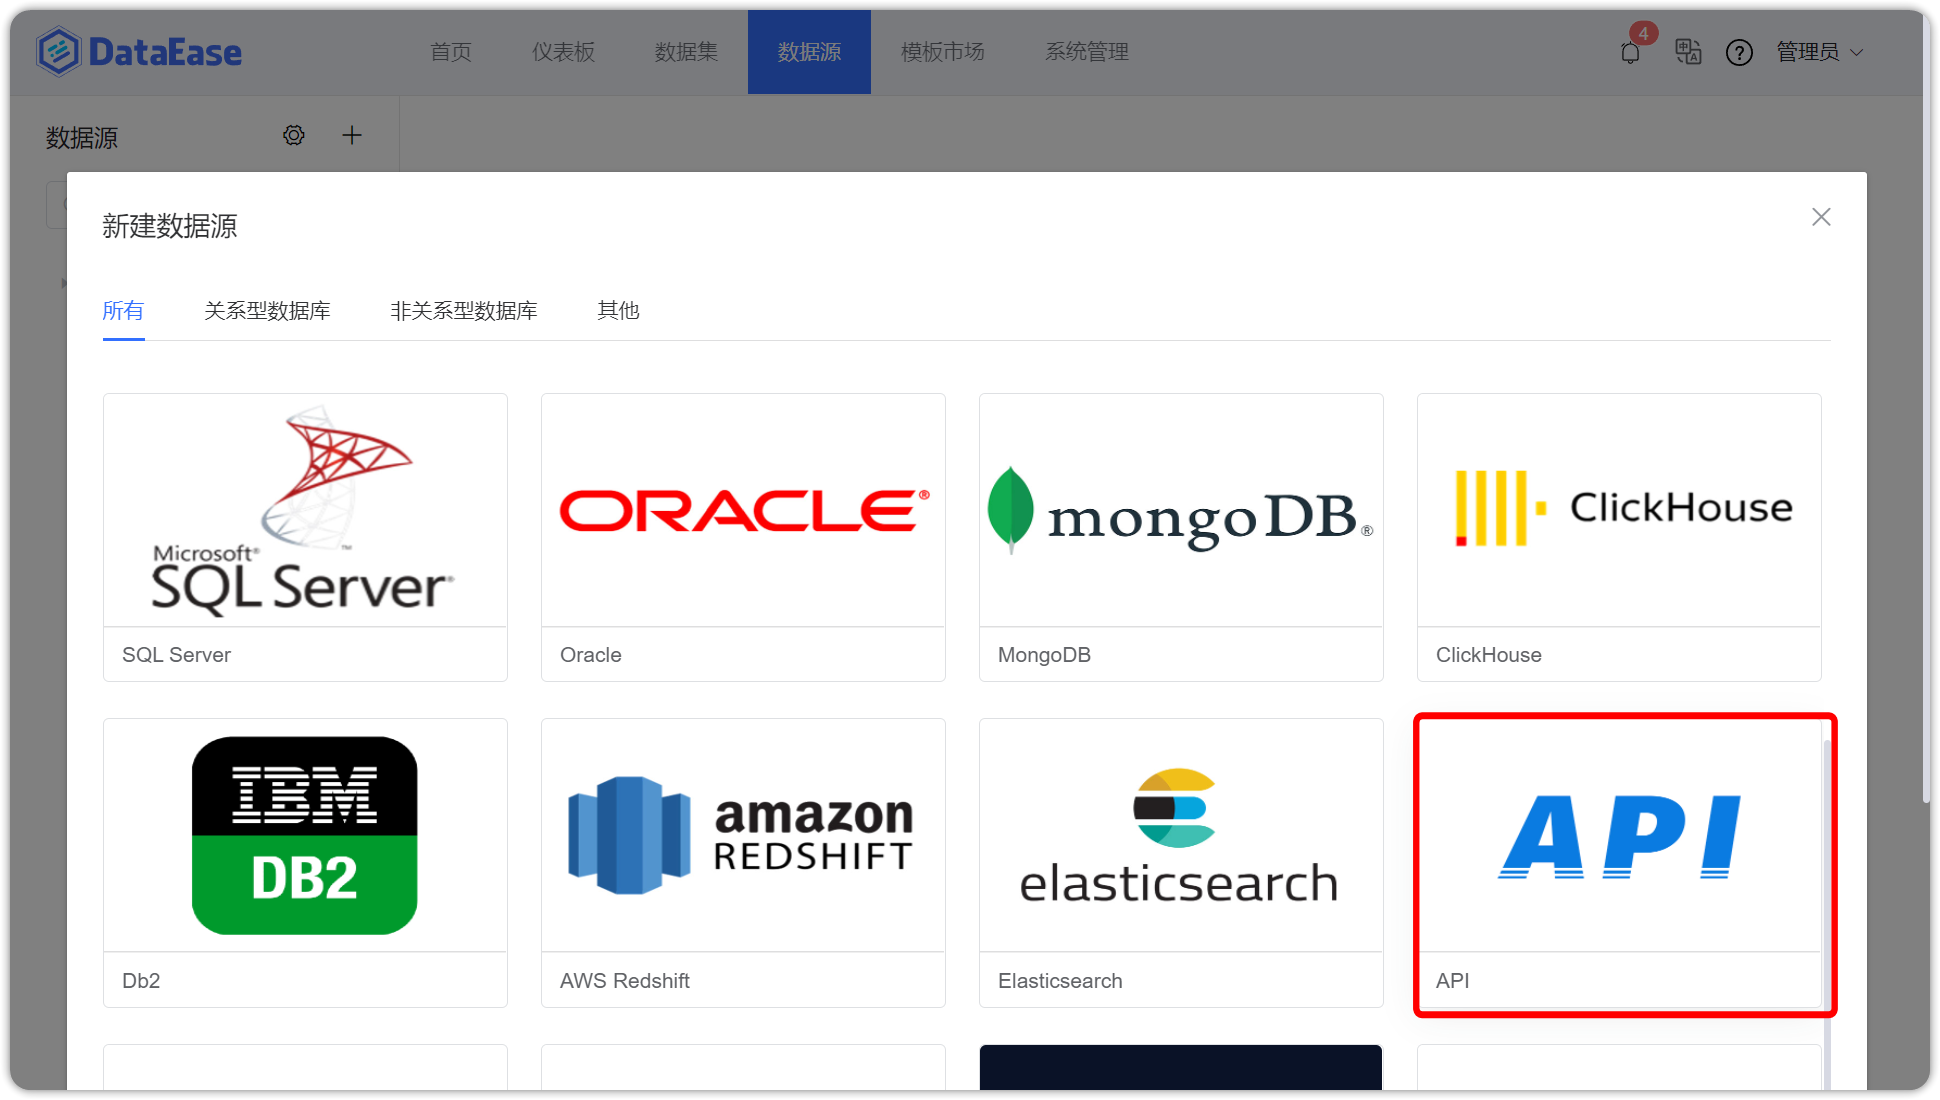 DataEase
首页 仪表板 数据集 数据源 模板市场 系统管理
4
管理员
数据源
新建数据源
所有 关系型数据库 非关系型数据库 其他
Microsoft®
SQL Server®
™
ORACLE®
mongoDB®
ClickHouse
SQL Server
Oracle
MongoDB
ClickHouse
IBM
DB2
amazon
REDSHIFT
elasticsearch
API
Db2
AWS Redshift
Elasticsearch
API